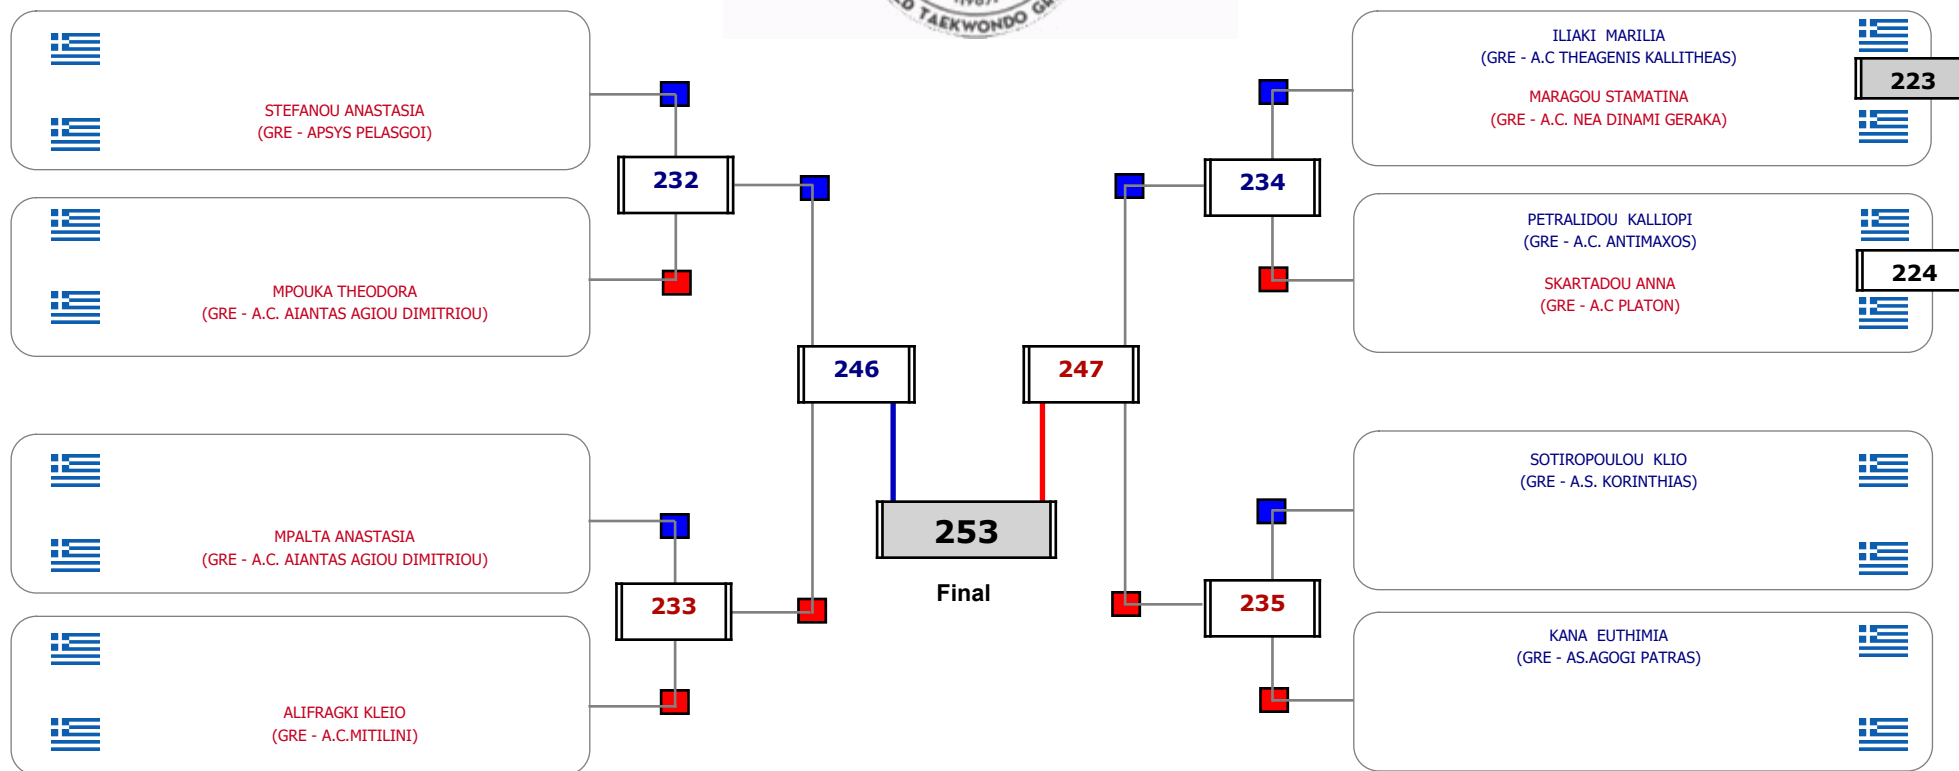 TAEKWONDO
STEFANOU ANASTASIA
(GRE - APSYS PELASGOI)
232
MPOUKA THEODORA
(GRE - A.C. AIANTAS AGIOU DIMITRIOU)
246
MPALTA ANASTASIA
(GRE - A.C. AIANTAS AGIOU DIMITRIOU)
233
ALIFRAGKI KLEIO
(GRE - A.C.MITILINI)
253
Final
ILIAKI MARILIA
(GRE - A.C THEAGENIS KALLITHEAS)
223
MARAGOU STAMATINA
(GRE - A.C. NEA DINAMI GERAKA)
234
PETRALIDOU KALLIOPI
(GRE - A.C. ANTIMAXOS)
224
SKARTADOU ANNA
(GRE - A.C PLATON)
247
SOTIROPOULOU KLIO
(GRE - A.S. KORINTHIAS)
235
KANA EUTHIMIA
(GRE - AS.AGOGI PATRAS)